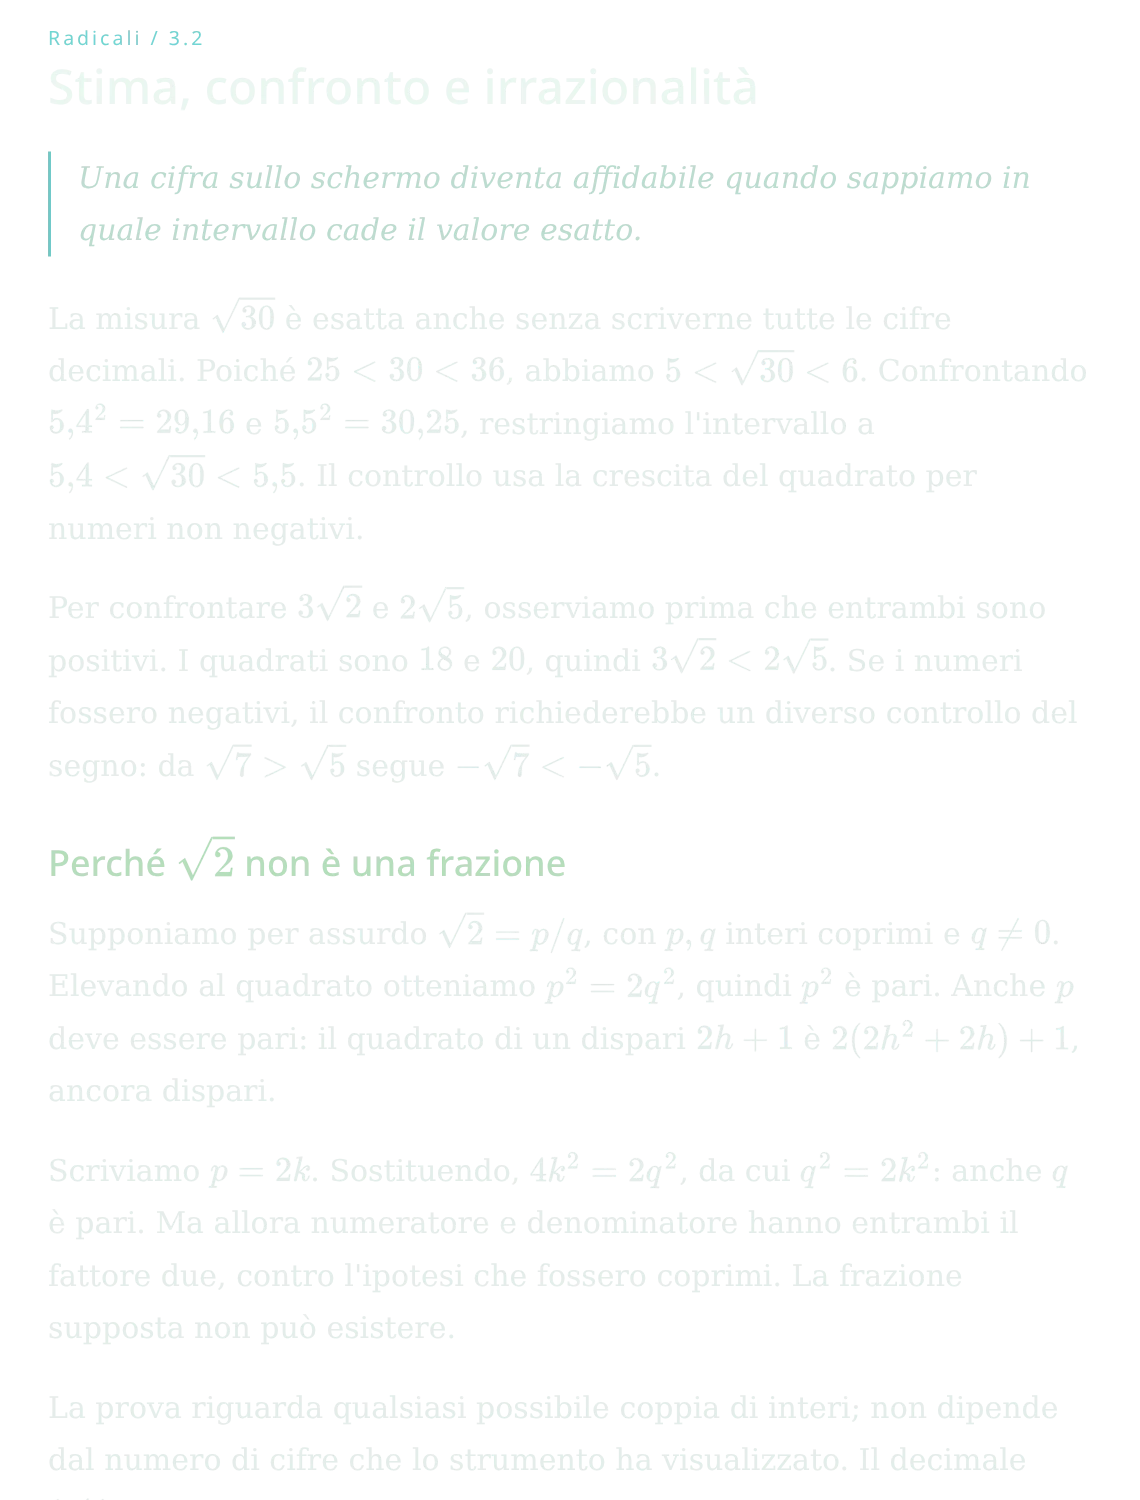 Radicali / 3.2
Stima, confronto e irrazionalità
Una cifra sullo schermo diventa affidabile quando sappiamo in
quale intervallo cade il valore esatto.
La misura √30 è esatta anche senza scriverne tutte le cifre
decimali. Poiché 25 < 30 < 36, abbiamo 5 < √30 < 6. Confrontando
5,4² = 29,16 e 5,5² = 30,25, restringiamo l'intervallo a
5,4 < √30 < 5,5. Il controllo usa la crescita del quadrato per
numeri non negativi.
Per confrontare 3√2 e 2√5, osserviamo prima che entrambi sono
positivi. I quadrati sono 18 e 20, quindi 3√2 < 2√5. Se i numeri
fossero negativi, il confronto richiederebbe un diverso controllo del
segno: da √7 > √5 segue −√7 < −√5.
Perché √2 non è una frazione
Supponiamo per assurdo √2 = p/q, con p, q interi coprimi e q ≠ 0.
Elevando al quadrato otteniamo p² = 2q², quindi p² è pari. Anche p
deve essere pari: il quadrato di un dispari 2h + 1 è 2(2h² + 2h) + 1,
ancora dispari.
Scriviamo p = 2k. Sostituendo, 4k² = 2q², da cui q² = 2k²: anche q
è pari. Ma allora numeratore e denominatore hanno entrambi il
fattore due, contro l'ipotesi che fossero coprimi. La frazione
supposta non può esistere.
La prova riguarda qualsiasi possibile coppia di interi; non dipende
dal numero di cifre che lo strumento ha visualizzato. Il decimale